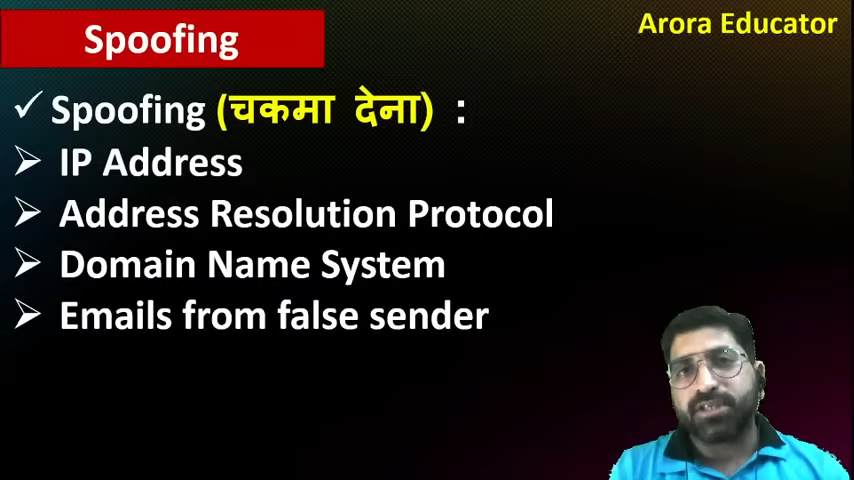 Spoofing
Arora Educator
✓ Spoofing (चकमा देना) :
➢ IP Address
➢ Address Resolution Protocol
➢ Domain Name System
➢ Emails from false sender